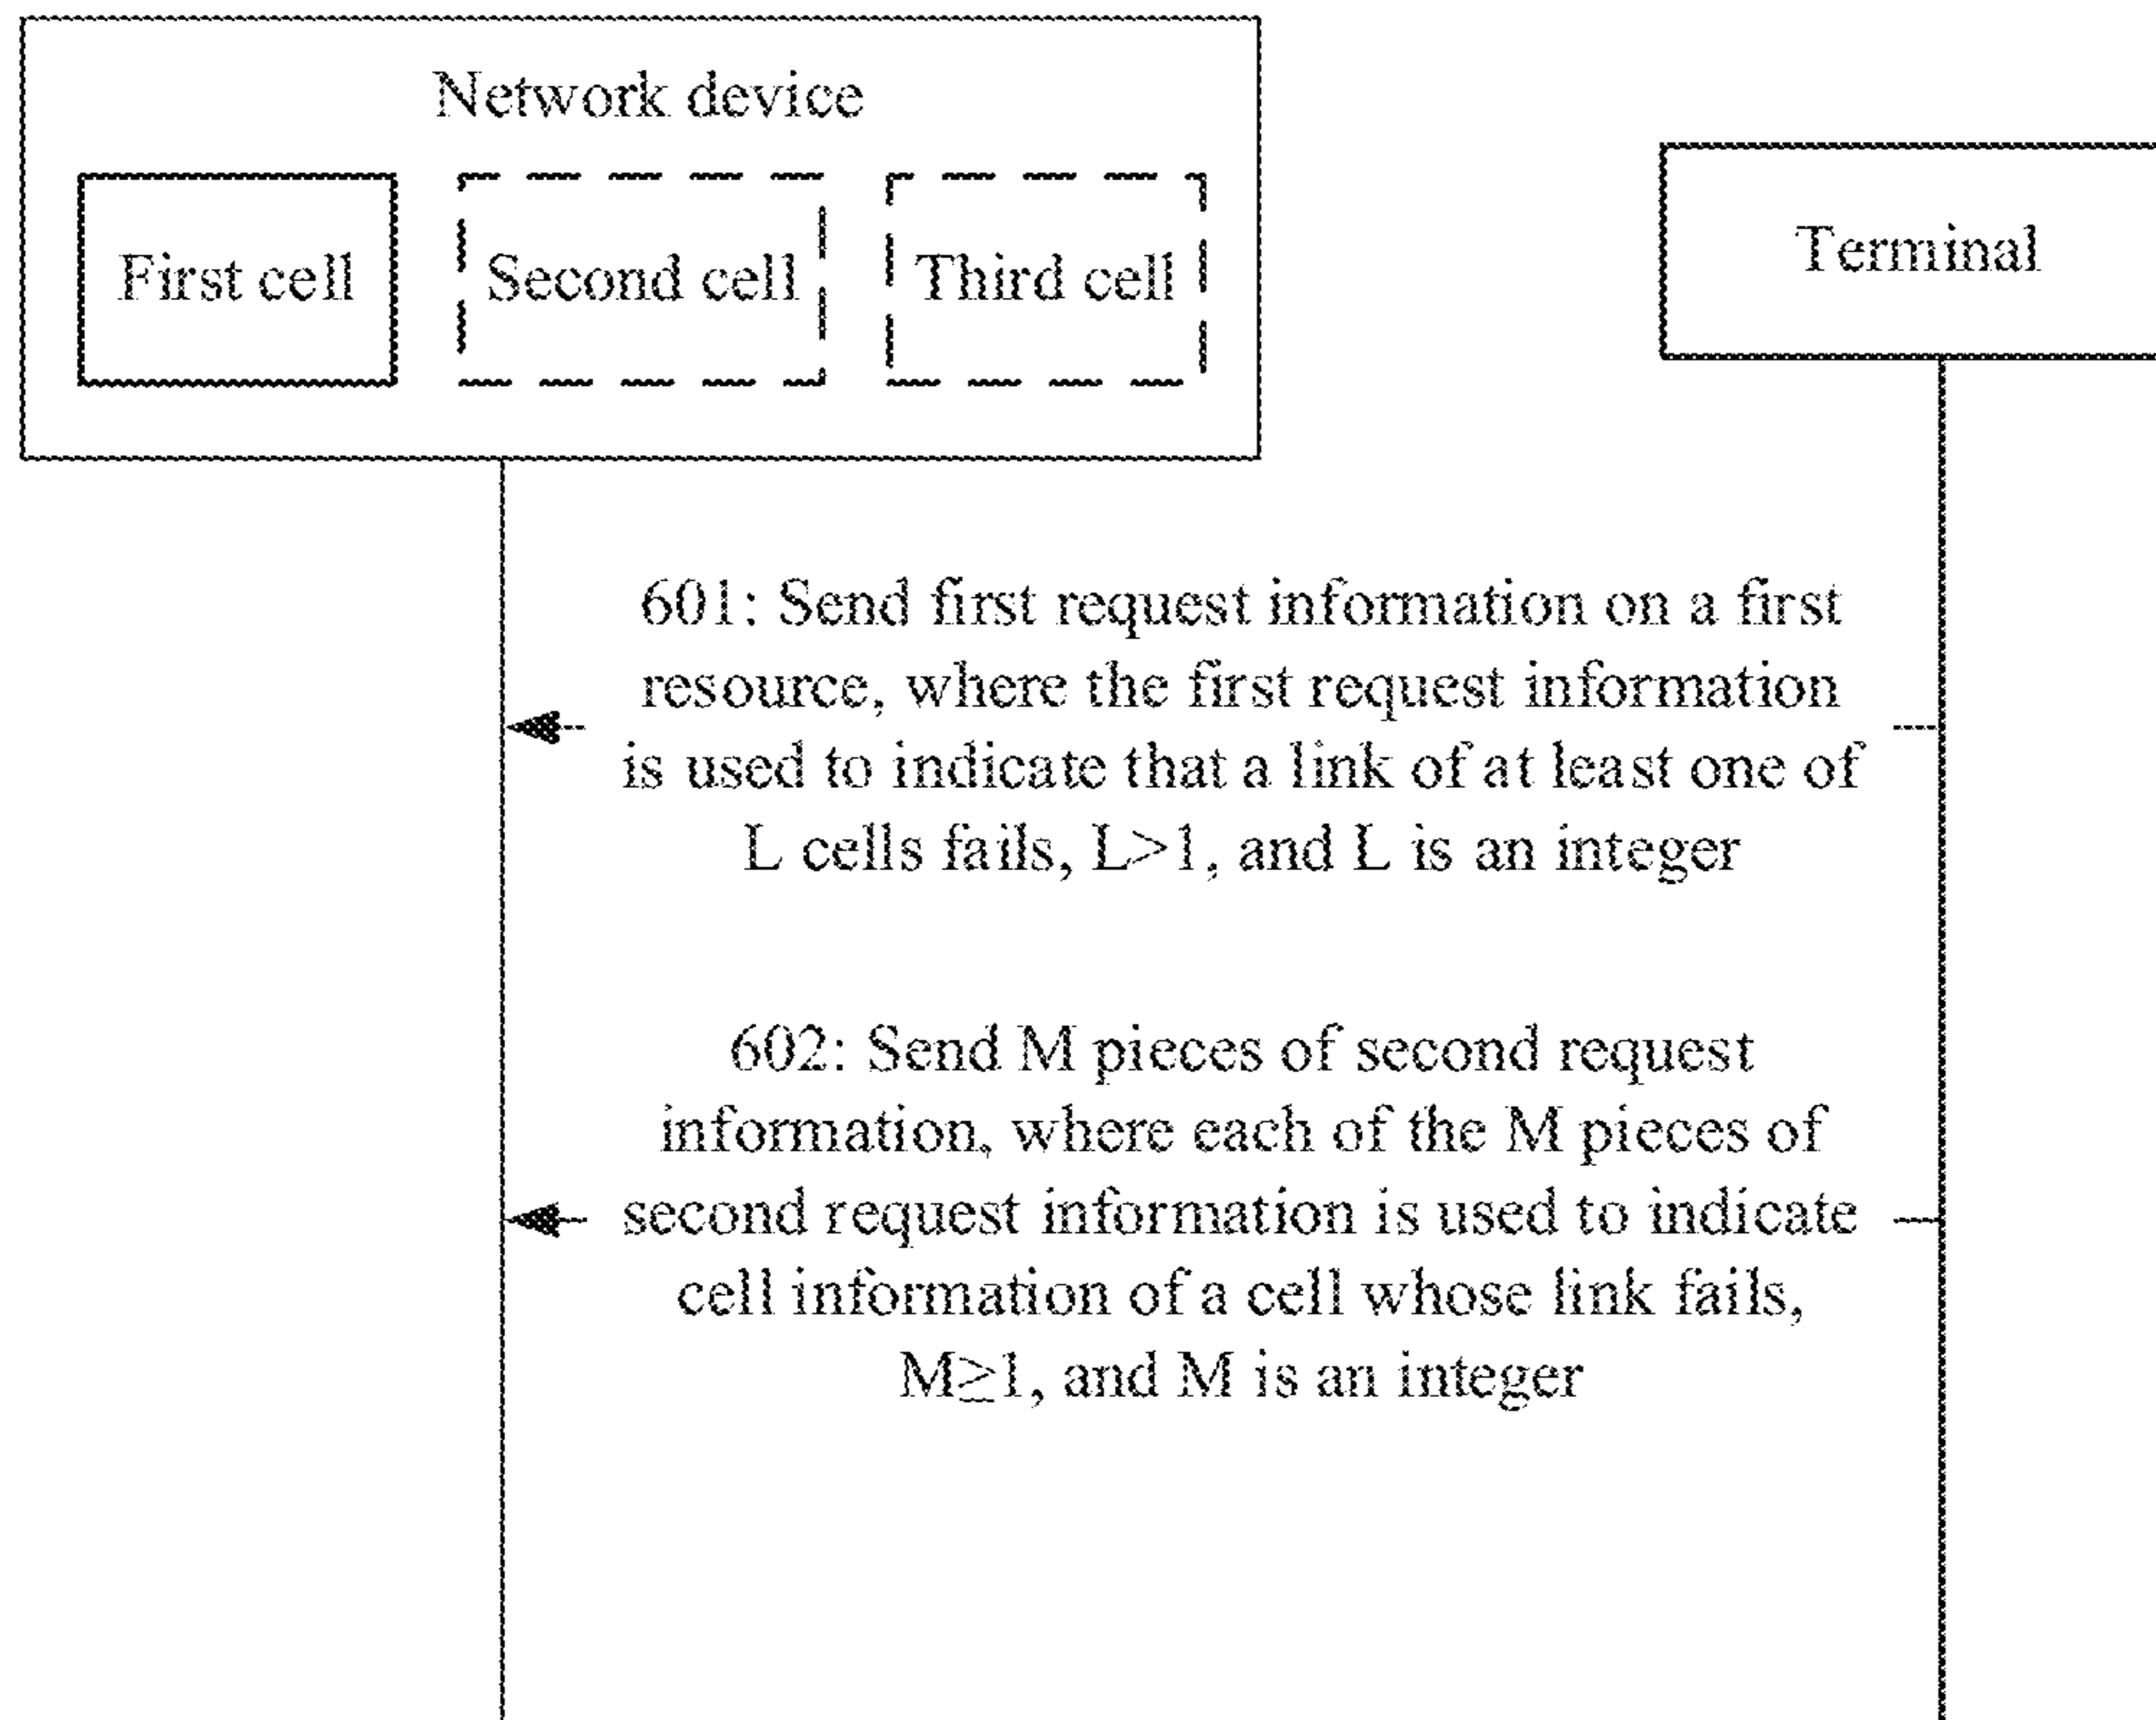 Network device
First cell
Second cell
Third cell
Terminal
601: Send first request information on a first
resource, where the first request information
is used to indicate that a link of at least one of
L cells fails, L>1, and L is an integer
602: Send M pieces of second request
information, where each of the M pieces of
second request information is used to indicate
cell information of a cell whose link fails,
M≥1, and M is an integer